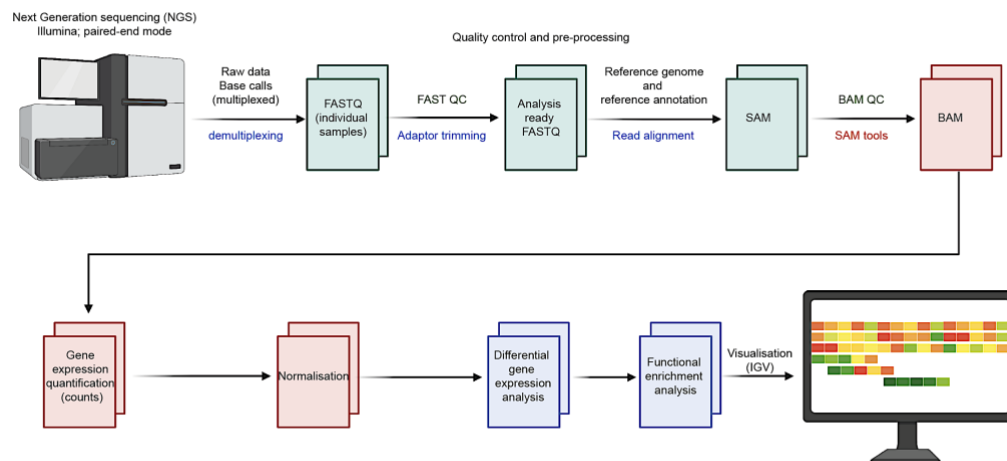 Next Generation sequencing (NGS)
Illumina; paired-end mode
Quality control and pre-processing
Raw data
Base calls
(multiplexed)
demultiplexing
FASTQ
(individual
samples)
FAST QC
Adaptor trimming
Analysis
ready
FASTQ
Reference genome
and
reference annotation
Read alignment
SAM
BAM QC
SAM tools
BAM
Gene
expression
quantification
(counts)
Normalisation
Differential
gene
expression
analysis
Functional
enrichment
analysis
Visualisation
(IGV)